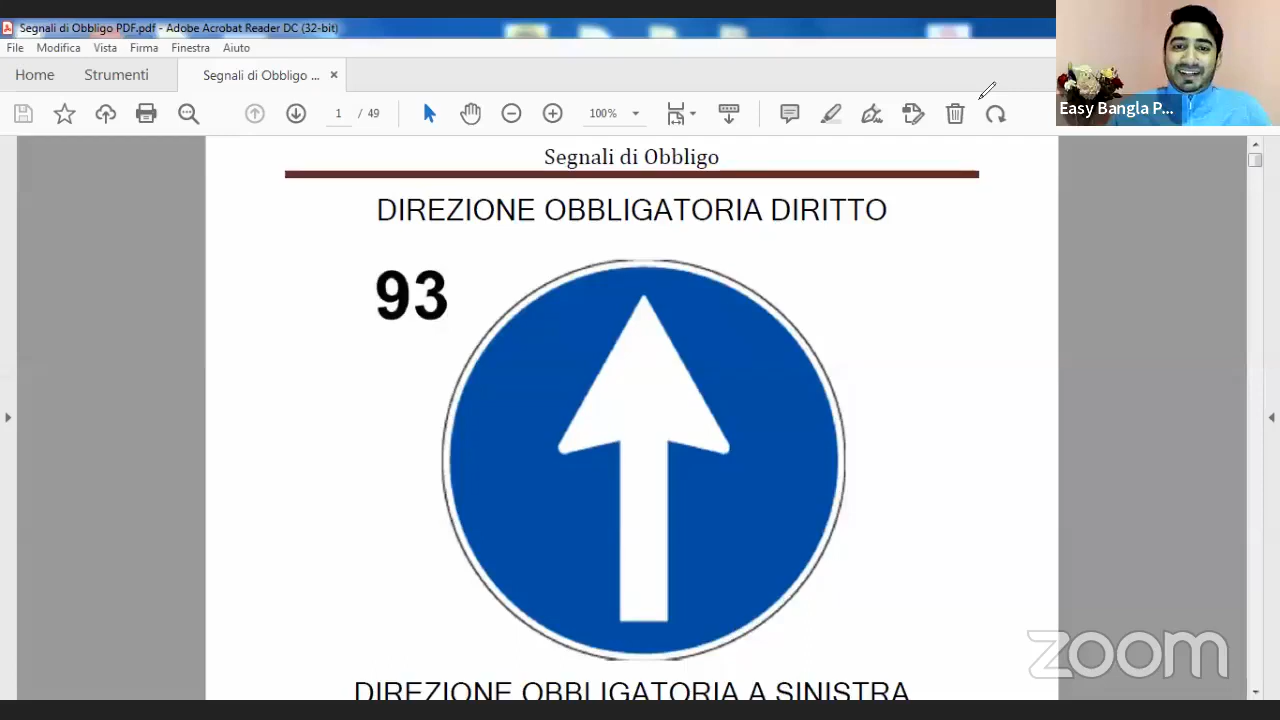 Segnali di Obbligo PDF.pdf - Adobe Acrobat Reader DC (32-bit)
File Modifica Vista Firma Finestra Aiuto
Home Strumenti Segnali di Obbligo ... ×
1 / 49 100%
Easy Bangla P...
Segnali di Obbligo
DIREZIONE OBBLIGATORIA DIRITTO
93
DIREZIONE OBBLIGATORIA A SINISTRA
zoom